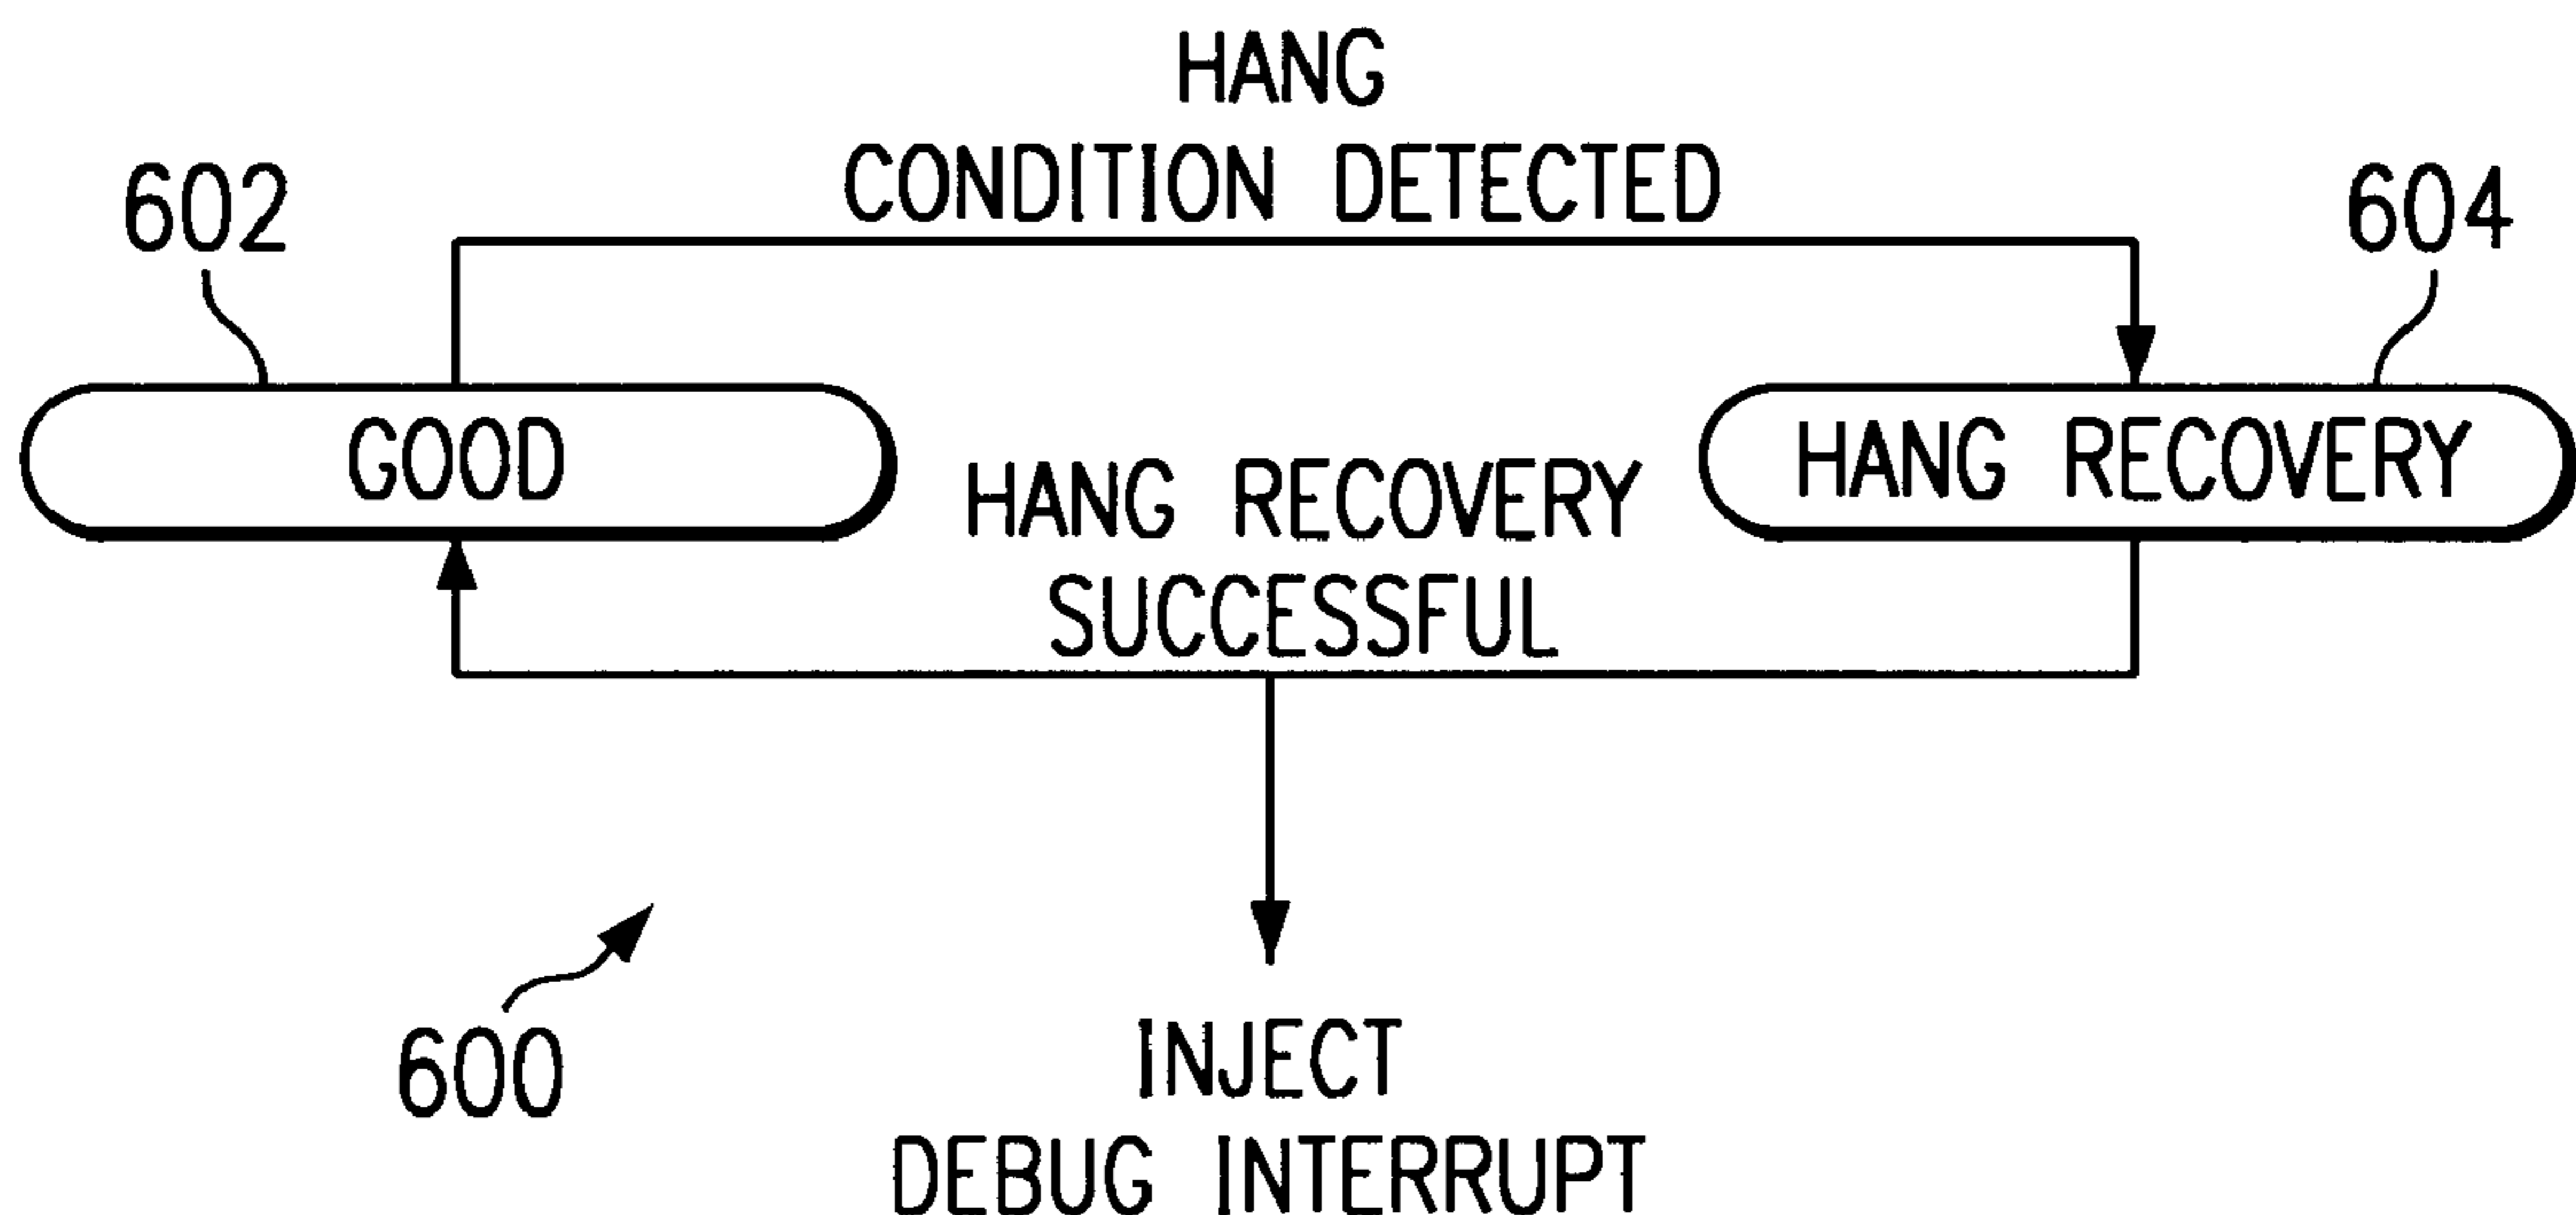 HANG
CONDITION DETECTED
602
604
GOOD
HANG RECOVERY
HANG RECOVERY
SUCCESSFUL
600
INJECT
DEBUG INTERRUPT